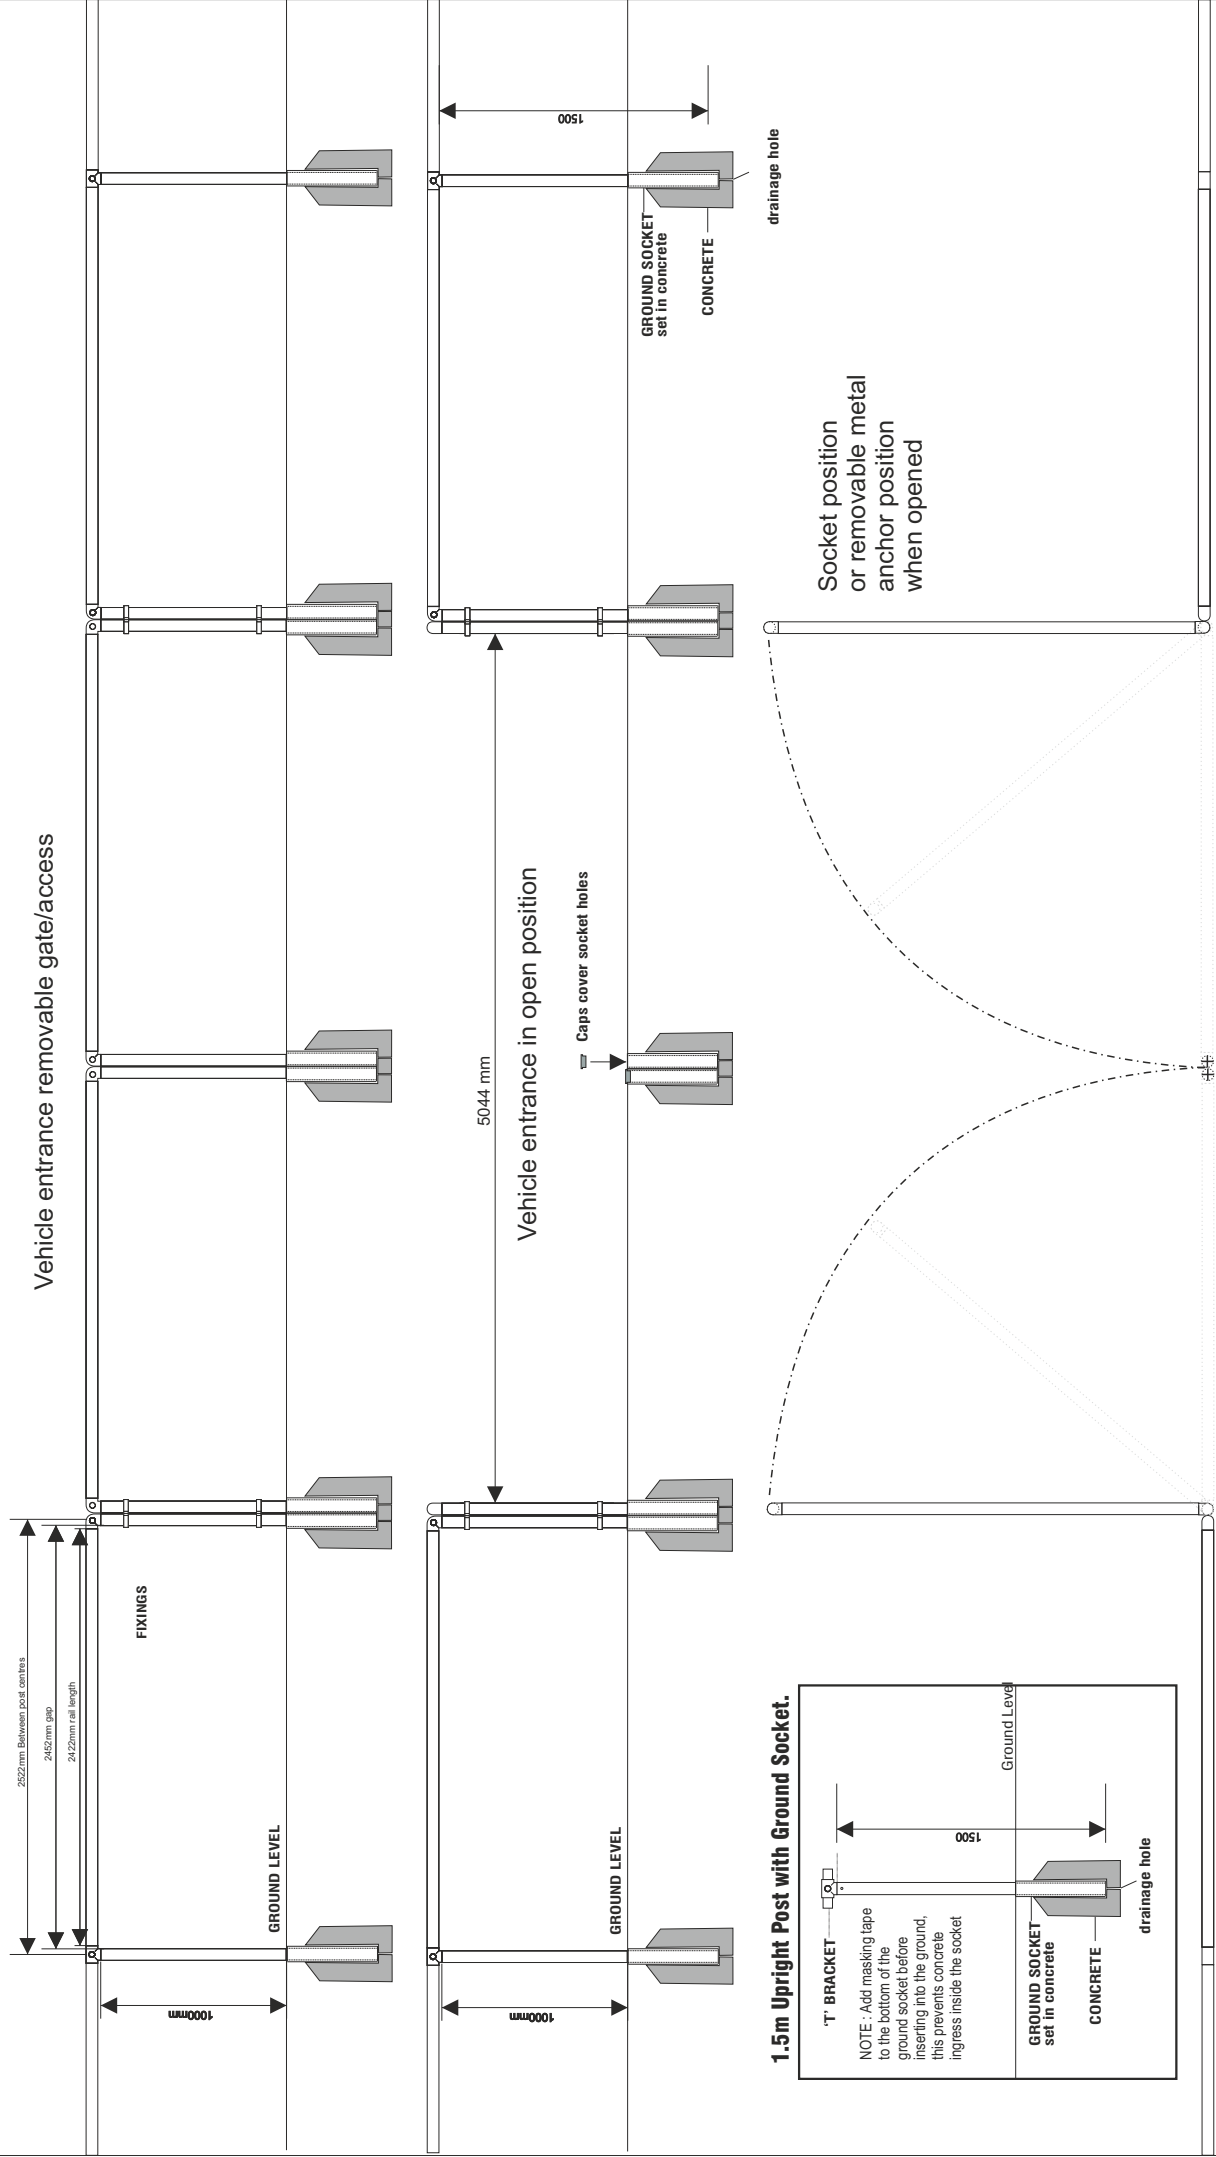 Vehicle entrance removable gate/access
2522mm Between post centres
2452mm gap
2422mm rail length
FIXINGS
1000mm
GROUND LEVEL
1500
GROUND SOCKET
set in concrete
CONCRETE
drainage hole
5044 mm
Vehicle entrance in open position
Caps cover socket holes
1000mm
GROUND LEVEL
Socket position
or removable metal
anchor position
when opened
1.5m Upright Post with Ground Socket.
'T' BRACKET
NOTE : Add masking tape
to the bottom of the
ground socket before
inserting into the ground,
this prevents concrete
ingress inside the socket
1500
Ground Level
GROUND SOCKET
set in concrete
CONCRETE
drainage hole